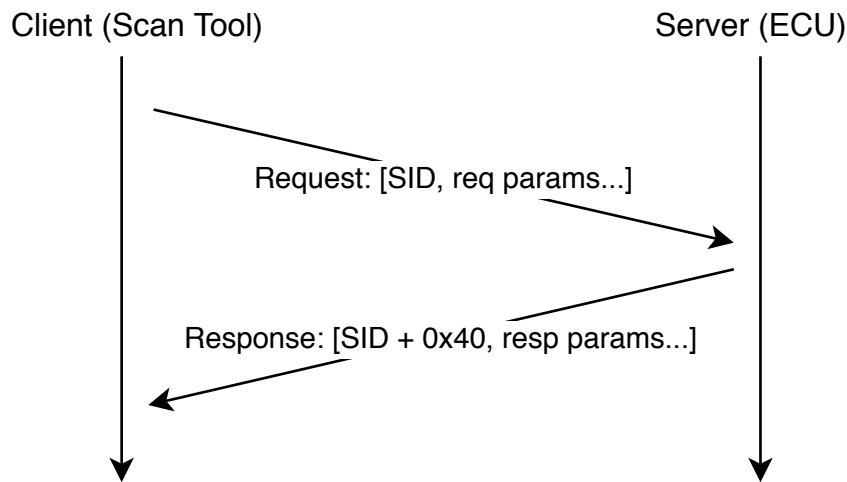 Client (Scan Tool)
Server (ECU)
Request: [SID, req params...]
Response: [SID + 0x40, resp params...]